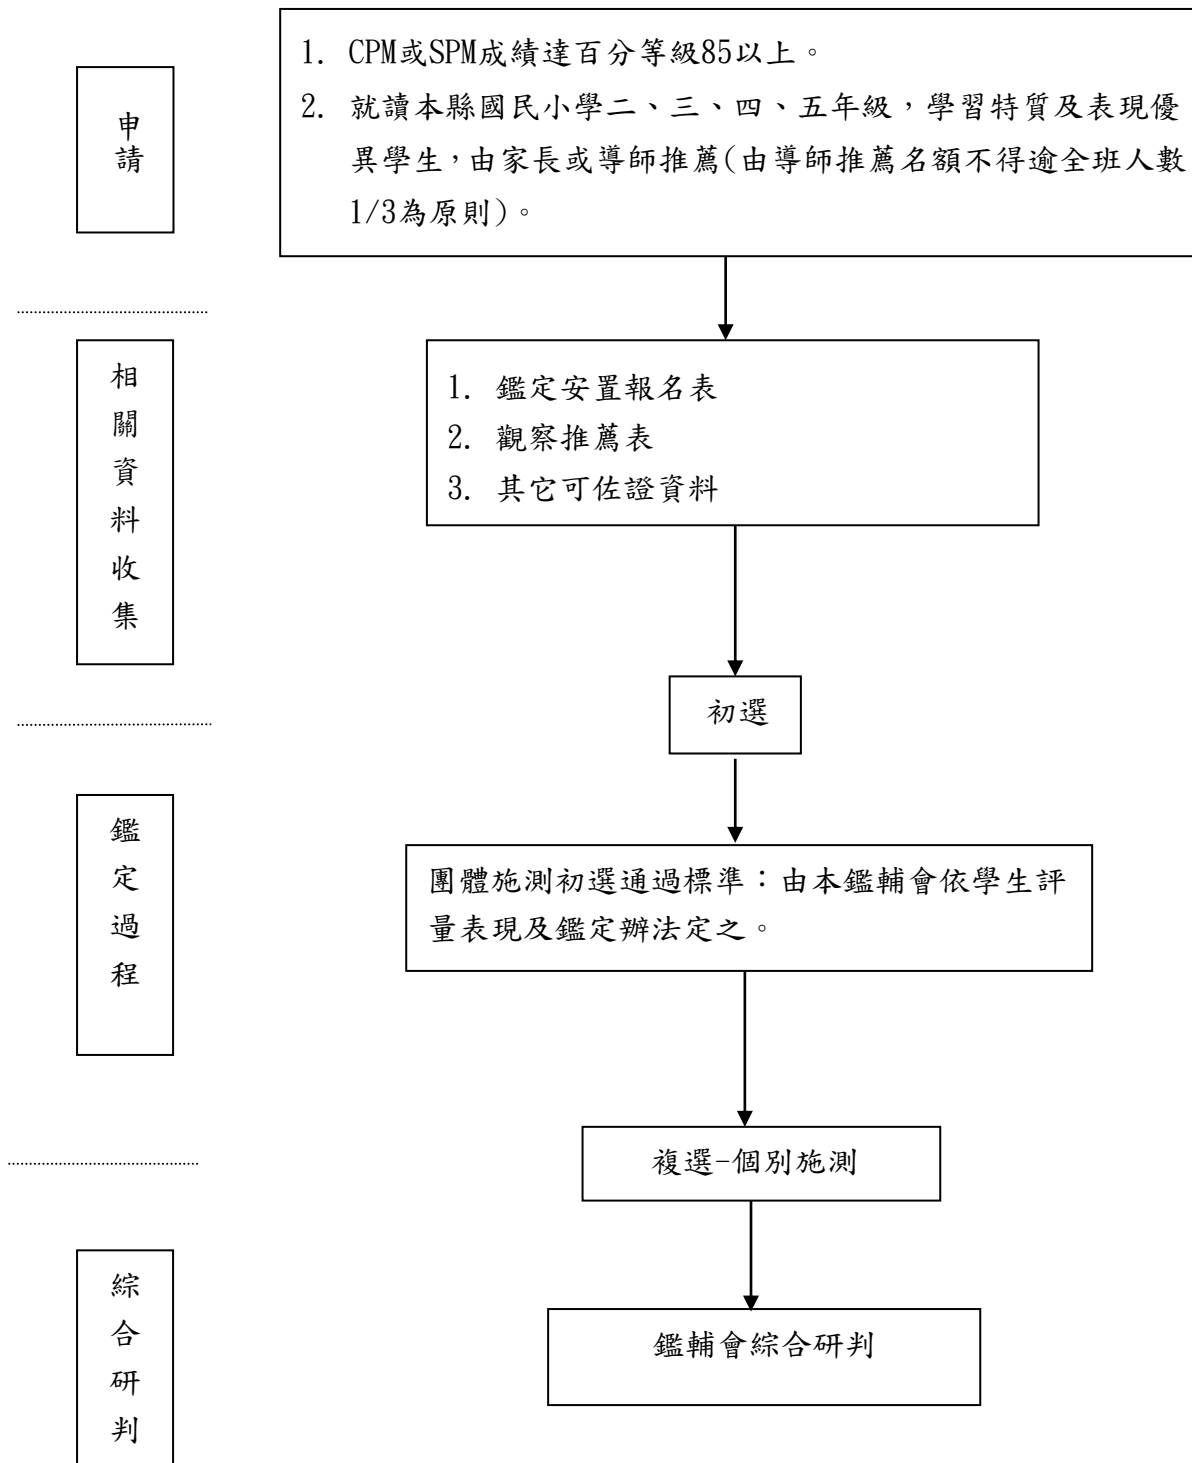 申請
1. CPM或SPM成績達百分等級85以上。
2. 就讀本縣國民小學二、三、四、五年級，學習特質及表現優
異學生，由家長或導師推薦(由導師推薦名額不得逾全班人數
1/3為原則)。
相關資料收集
1. 鑑定安置報名表
2. 觀察推薦表
3. 其它可佐證資料
初選
鑑定過程
團體施測初選通過標準：由本鑑輔會依學生評
量表現及鑑定辦法定之。
複選-個別施測
綜合研判
鑑輔會綜合研判